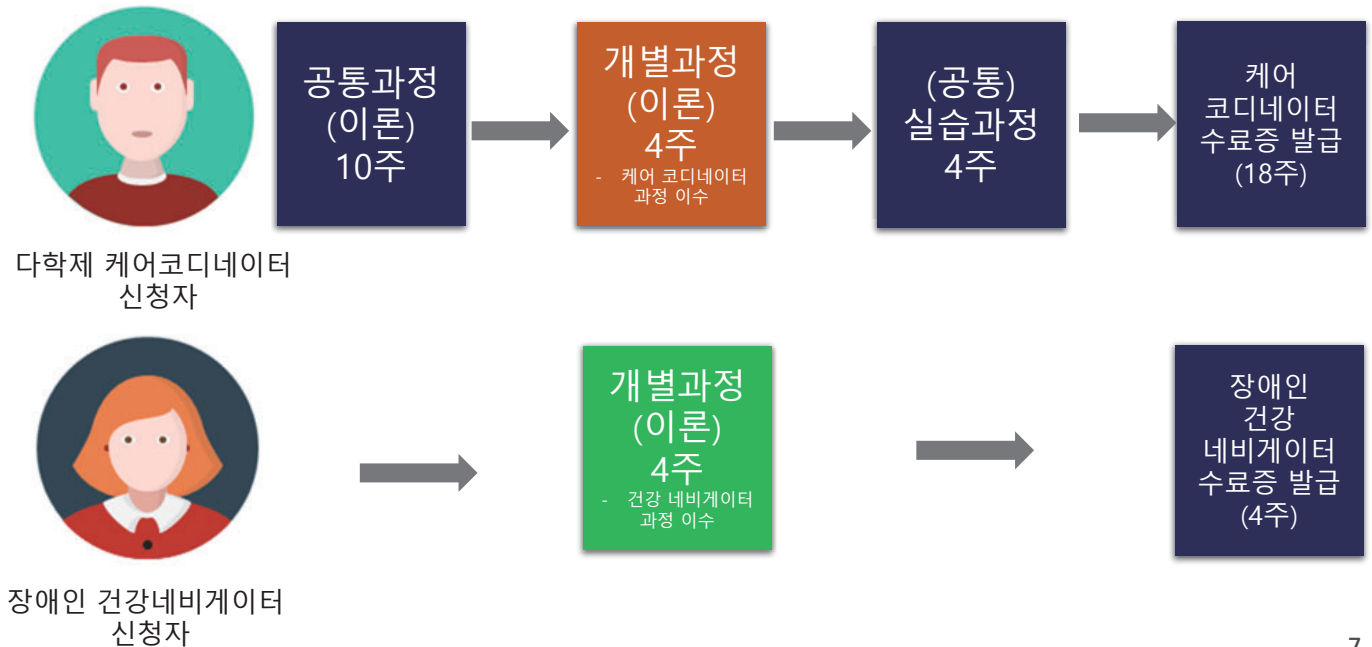 공통과정
(이론)
10주
개별과정
(이론)
4주
- 케어 코디네이터
과정 이수
(공통)
실습과정
4주
케어
코디네이터
수료증 발급
(18주)
다학제 케어코디네이터
신청자
개별과정
(이론)
4주
- 건강 네비게이터
과정 이수
장애인
건강
네비게이터
수료증 발급
(4주)
장애인 건강네비게이터
신청자
7